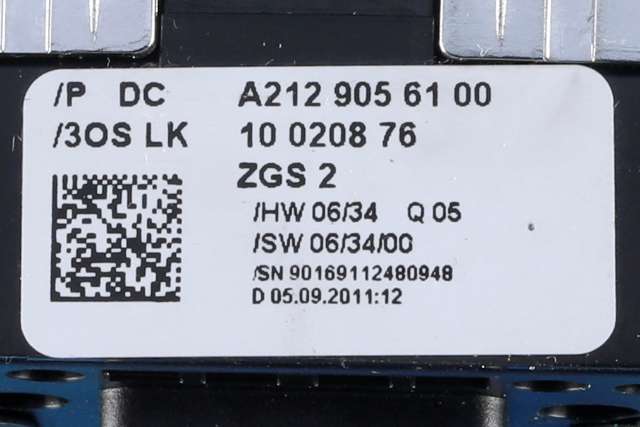 /P DC A212 905 61 00
/3OS LK 10 0208 76
ZGS 2
/HW 06/34 Q 05
/SW 06/34/00
/SN 90169112480948
D 05.09.2011:12